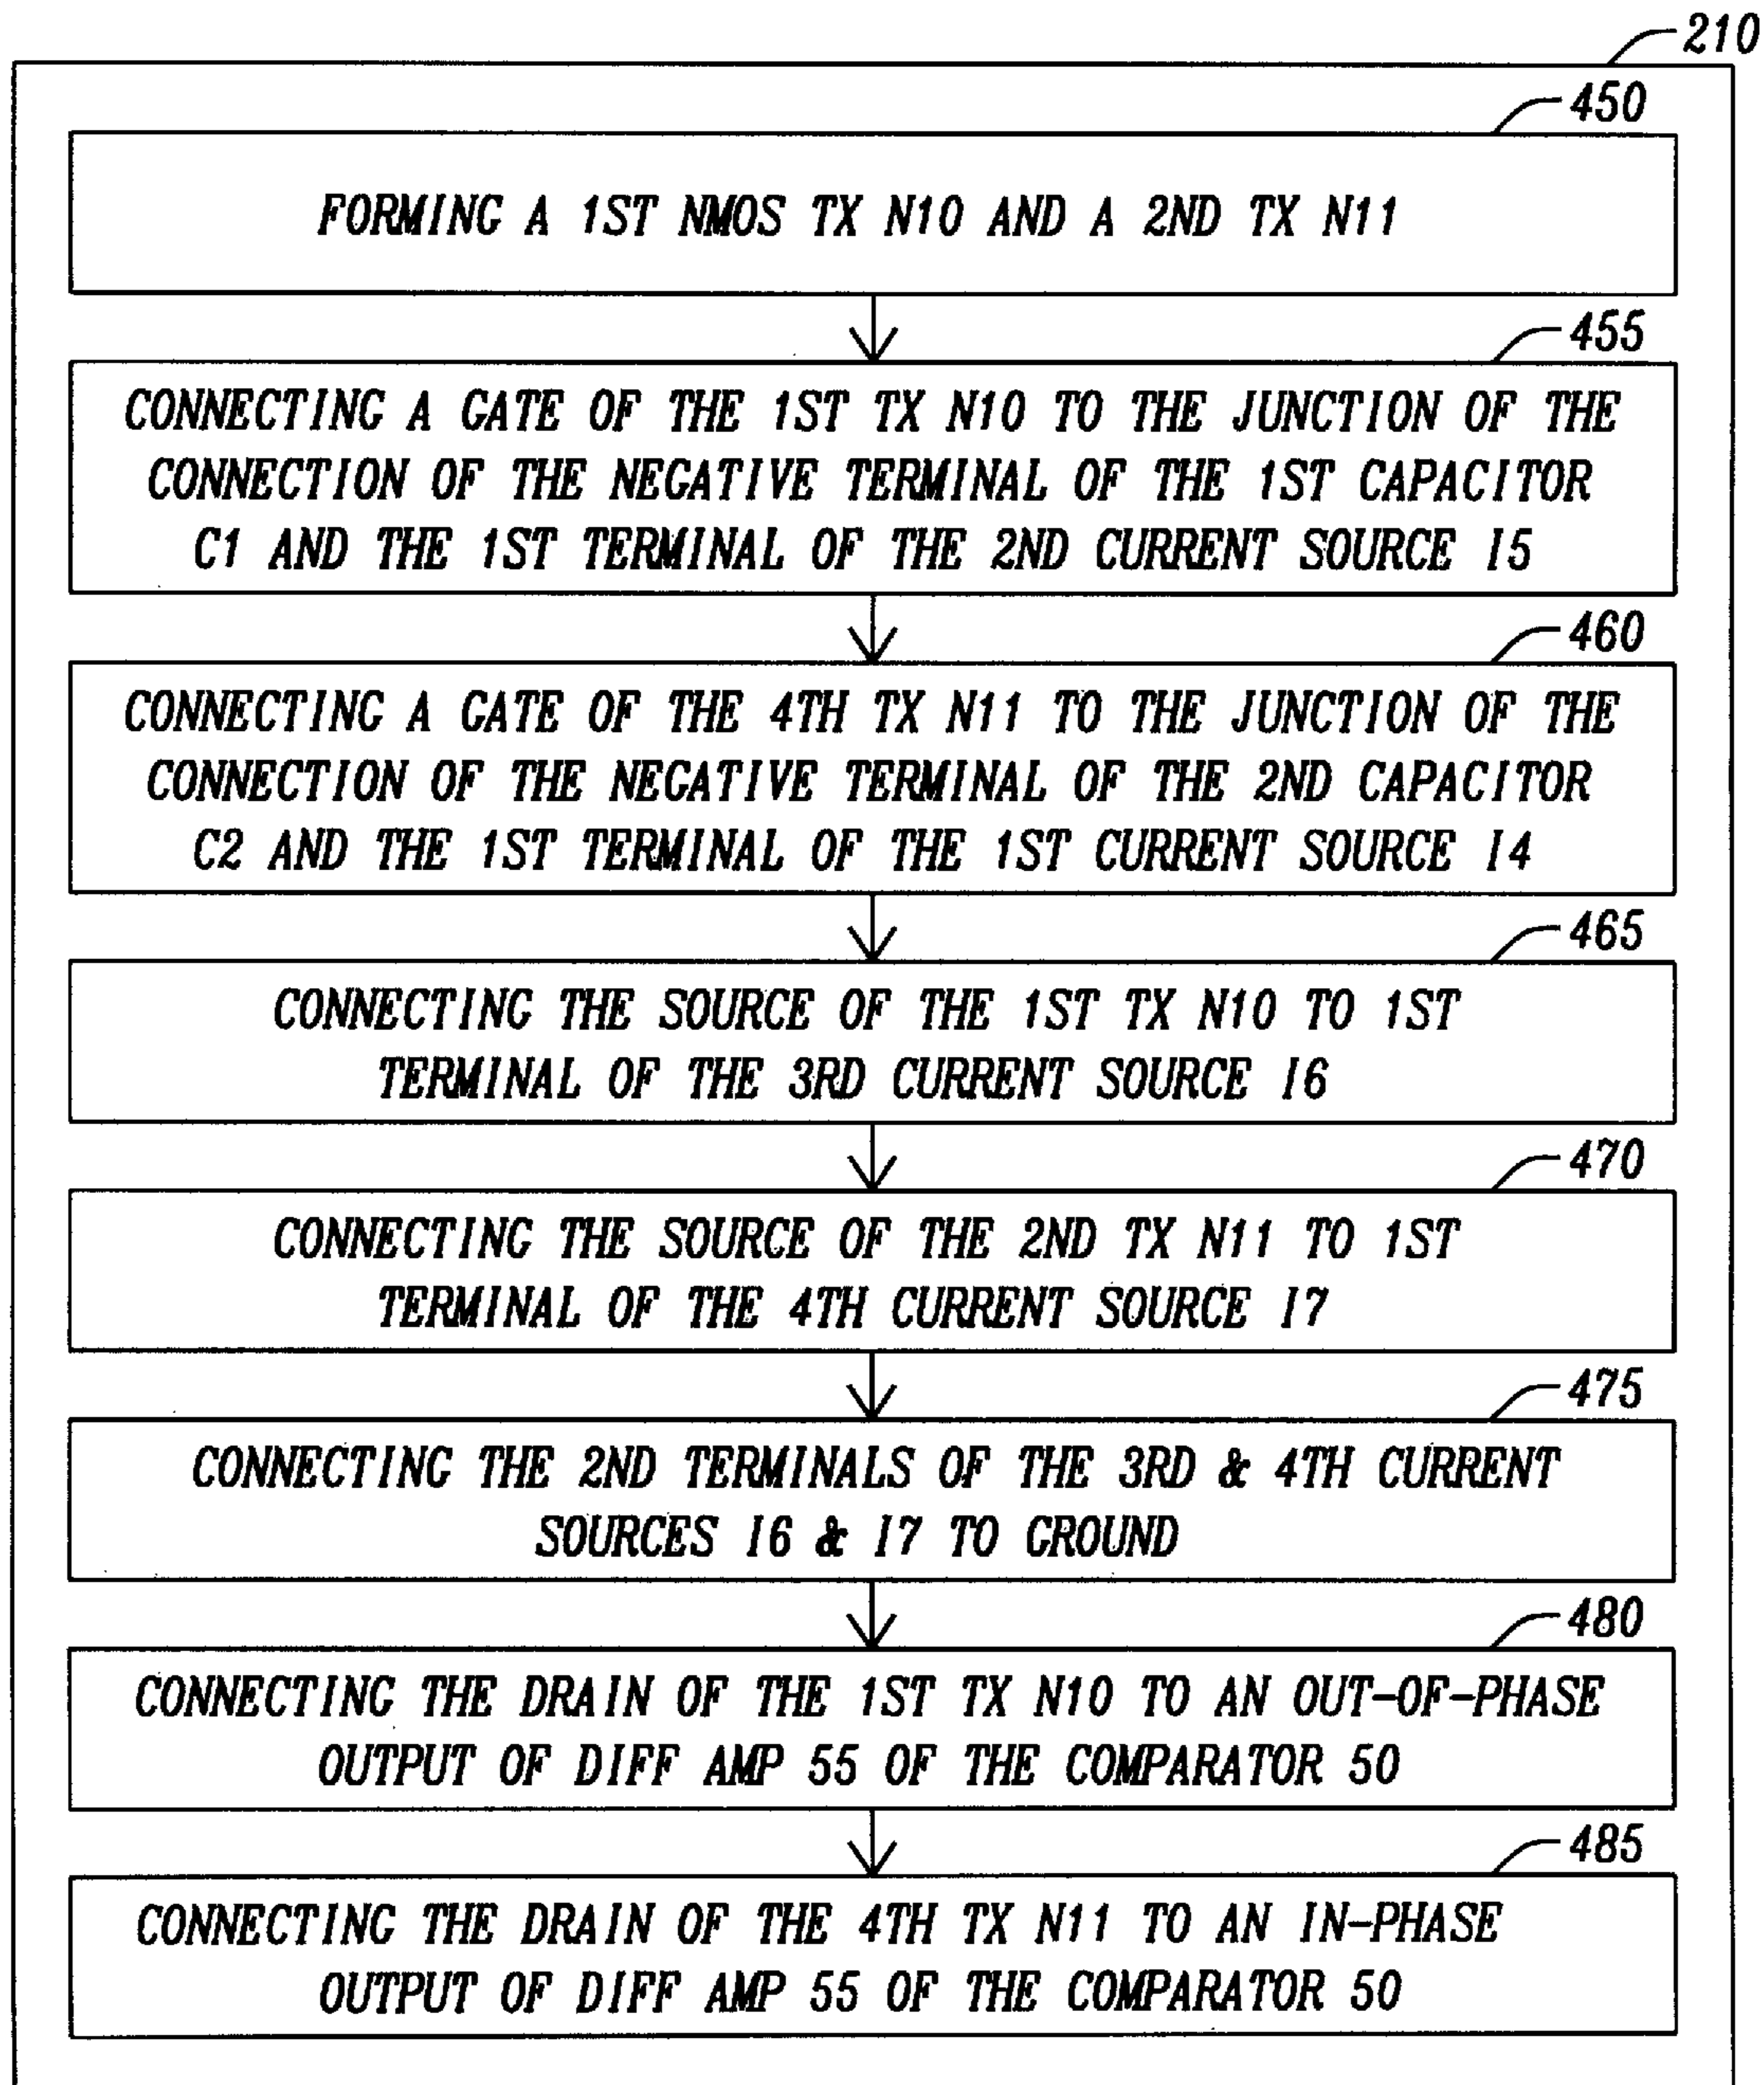 210
450
FORMING A 1ST NMOS TX N10 AND A 2ND TX N11
455
CONNECTING A GATE OF THE 1ST TX N10 TO THE JUNCTION OF THE
CONNECTION OF THE NEGATIVE TERMINAL OF THE 1ST CAPACITOR
C1 AND THE 1ST TERMINAL OF THE 2ND CURRENT SOURCE I5
460
CONNECTING A GATE OF THE 4TH TX N11 TO THE JUNCTION OF THE
CONNECTION OF THE NEGATIVE TERMINAL OF THE 2ND CAPACITOR
C2 AND THE 1ST TERMINAL OF THE 1ST CURRENT SOURCE I4
465
CONNECTING THE SOURCE OF THE 1ST TX N10 TO 1ST
TERMINAL OF THE 3RD CURRENT SOURCE I6
470
CONNECTING THE SOURCE OF THE 2ND TX N11 TO 1ST
TERMINAL OF THE 4TH CURRENT SOURCE I7
475
CONNECTING THE 2ND TERMINALS OF THE 3RD & 4TH CURRENT
SOURCES I6 & I7 TO GROUND
480
CONNECTING THE DRAIN OF THE 1ST TX N10 TO AN OUT-OF-PHASE
OUTPUT OF DIFF AMP 55 OF THE COMPARATOR 50
485
CONNECTING THE DRAIN OF THE 4TH TX N11 TO AN IN-PHASE
OUTPUT OF DIFF AMP 55 OF THE COMPARATOR 50